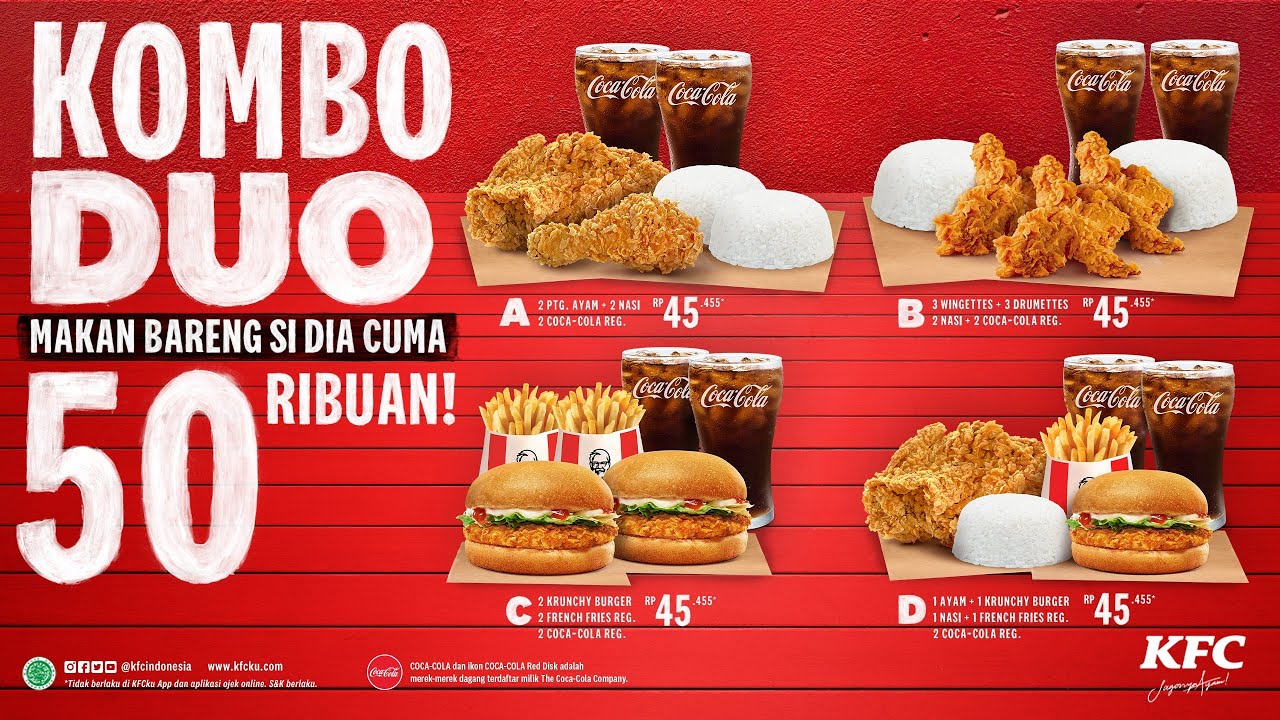 KOMBO
DUO
MAKAN BARENG SI DIA CUMA
50 RIBUAN!
Coca-Cola
Coca-Cola
Coca-Cola
Coca-Cola
A 2 PTG. AYAM + 2 NASI
2 COCA-COLA REG.
RP 45.455*
B 3 WINGETTES + 3 DRUMETTES
2 NASI + 2 COCA-COLA REG.
RP 45.455*
Coca-Cola
Coca-Cola
Coca-Cola
Coca-Cola
C 2 KRUNCHY BURGER
2 FRENCH FRIES REG.
2 COCA-COLA REG.
RP 45.455*
D 1 AYAM + 1 KRUNCHY BURGER
1 NASI + 1 FRENCH FRIES REG.
2 COCA-COLA REG.
RP 45.455*
@kfcindonesia www.kfcku.com
*Tidak berlaku di KFCku App dan aplikasi ojek online. S&K berlaku.
Coca-Cola
COCA-COLA dan ikon COCA-COLA Red Disk adalah
merek-merek dagang terdaftar milik The Coca-Cola Company.
KFC
Jagonya Ayam!